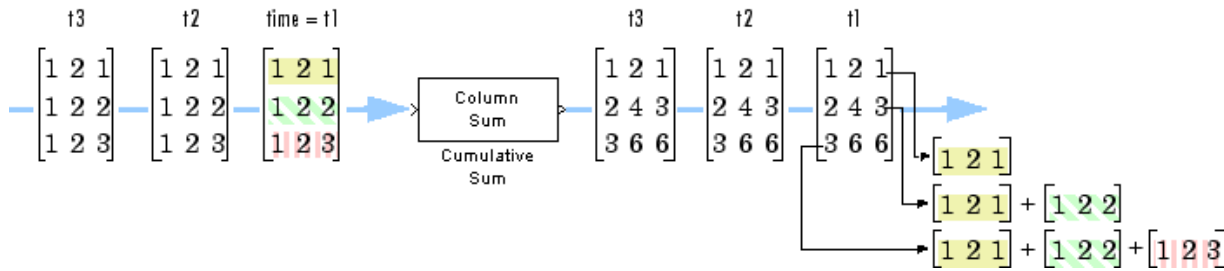 t3 t2 time = t1 t3 t2 t1
[1 2 1] [1 2 1] [1 2 1] [1 2 1] [1 2 1] [1 2 1]
[1 2 2] [1 2 2] [1 2 2] [2 4 3] [2 4 3] [2 4 3]
[1 2 3] [1 2 3] [1 2 3] [3 6 6] [3 6 6] [3 6 6]
Column
Sum
Cumulative
Sum
[1 2 1]
[1 2 1] + [1 2 2]
[1 2 1] + [1 2 2] + [1 2 3]